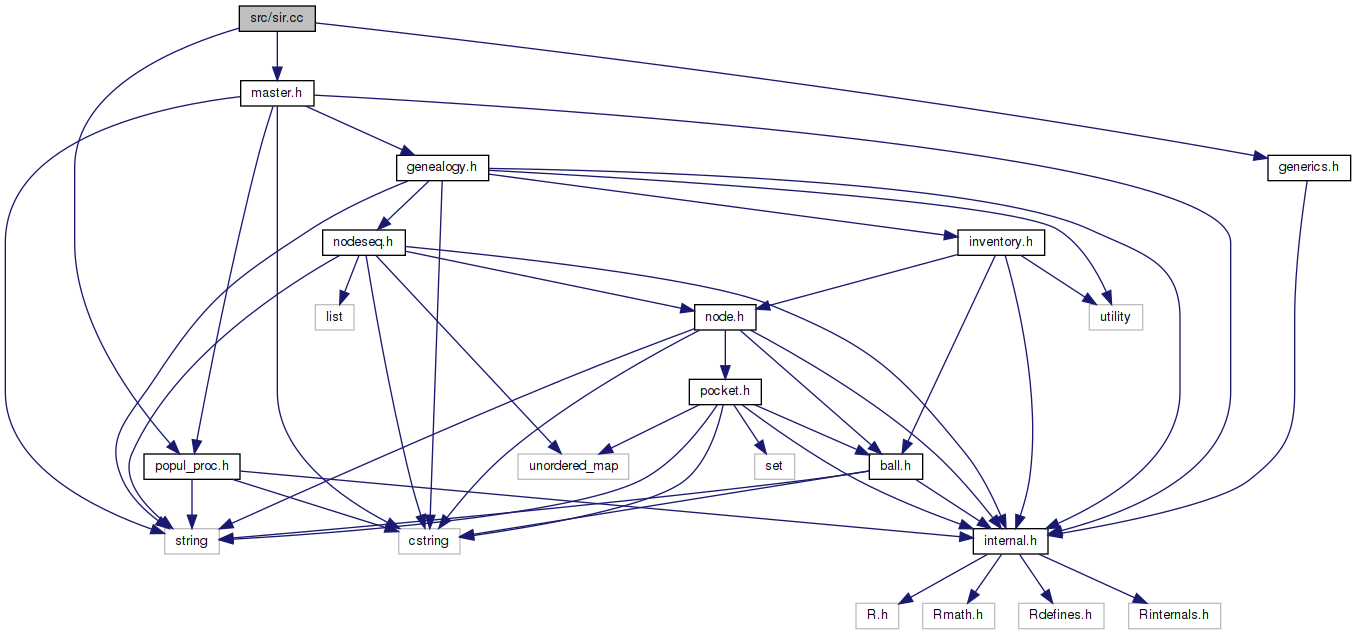 src/sir.cc
master.h
genealogy.h
generics.h
nodeseq.h
inventory.h
list
node.h
utility
pocket.h
popul_proc.h
unordered_map
set
ball.h
string
cstring
internal.h
R.h
Rmath.h
Rdefines.h
Rinternals.h